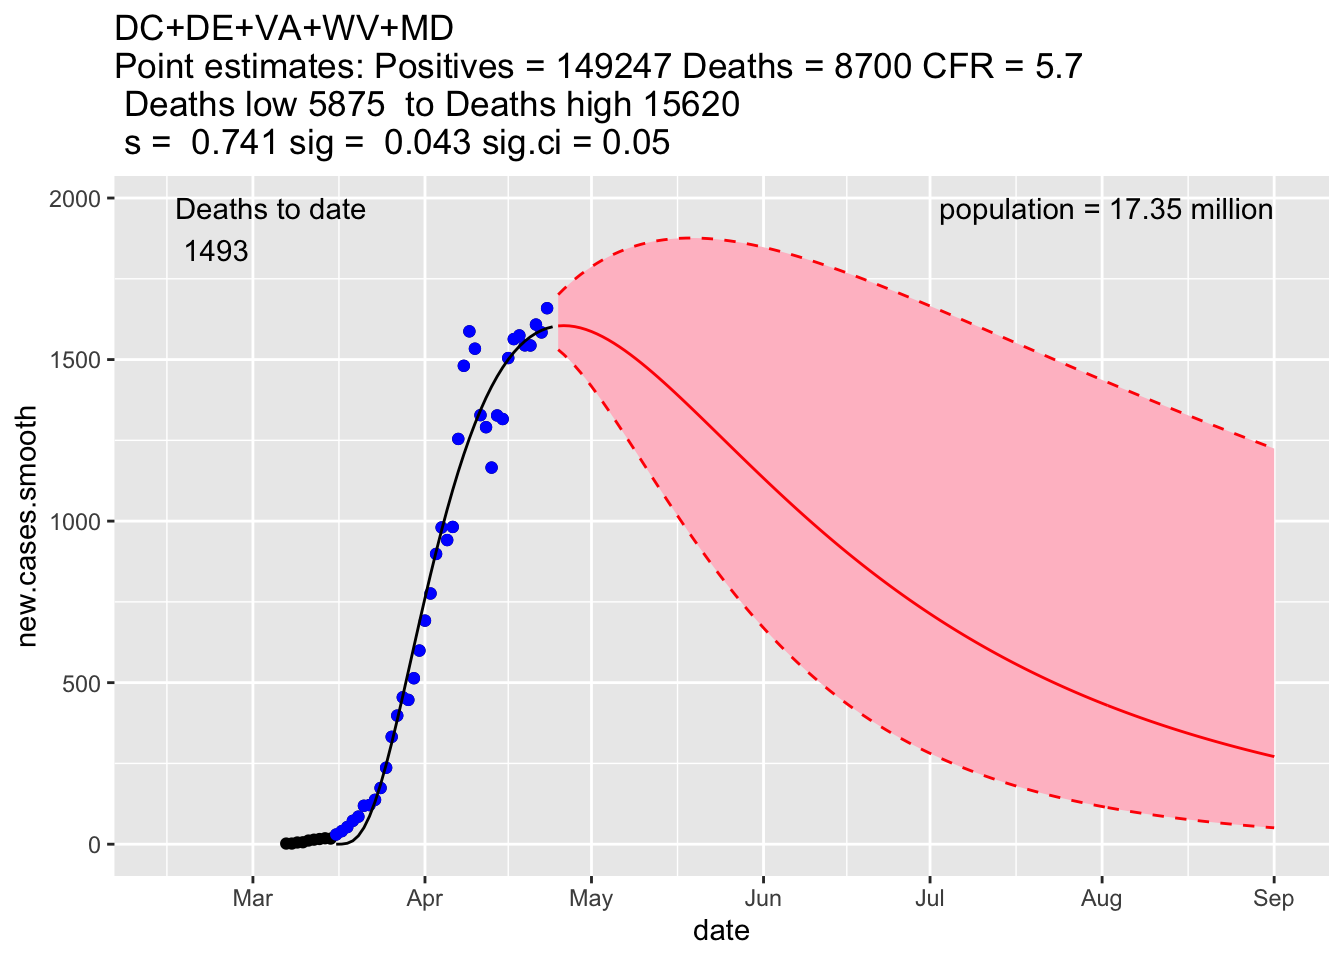 DC+DE+VA+WV+MD
Point estimates: Positives = 149247 Deaths = 8700 CFR = 5.7
Deaths low 5875  to Deaths high 15620
s =  0.741 sig =  0.043 sig.ci = 0.05
Deaths to date
1493
population = 17.35 million
2000
1500
1000
500
0
new.cases.smooth
Mar Apr May Jun Jul Aug Sep
date